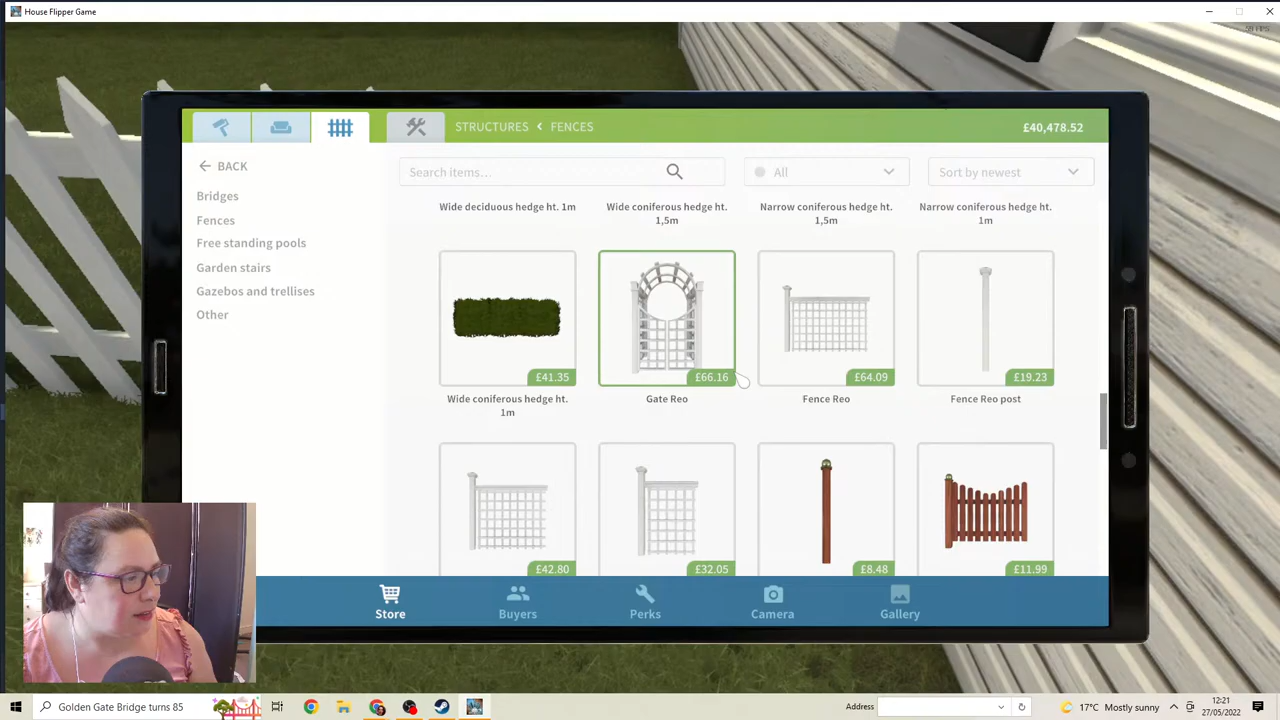 House Flipper Game
59 FPS
STRUCTURES < FENCES
£40,478.52
BACK
Search items...
All
Sort by newest
Bridges
Fences
Free standing pools
Garden stairs
Gazebos and trellises
Other
Wide deciduous hedge ht. 1m
Wide coniferous hedge ht.
1,5m
Narrow coniferous hedge ht.
1,5m
Narrow coniferous hedge ht.
1m
£41.35
£66.16
£64.09
£19.23
Wide coniferous hedge ht.
1m
Gate Reo
Fence Reo
Fence Reo post
£42.80
£32.05
£8.48
£11.99
Store
Buyers
Perks
Camera
Gallery
Golden Gate Bridge turns 85
Address
17°C Mostly sunny
12:21
27/05/2022